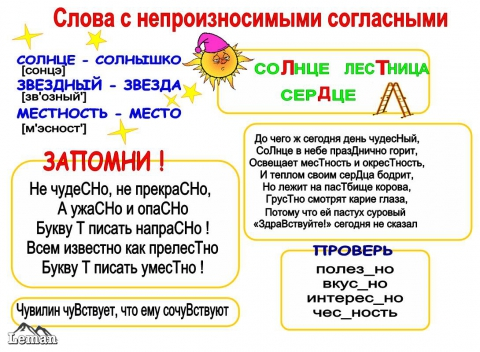 Слова с непроизносимыми согласными
СОЛНЦЕ - СОЛНЫШКО
[сонцэ]
ЗВЕЗДНЫЙ - ЗВЕЗДА
[зв'озный']
МЕСТНОСТЬ - МЕСТО
[м'эсност']
СОЛНЦЕ ЛЕСТНИЦА
СЕРДЦЕ
ЗАПОМНИ !
Не чудеСНо, не прекраСНо,
А ужаСНо и опаСНо
Букву Т писать напраСНо !
Всем известно как прелесТно
Букву Т писать умесТно !
До чего ж сегодня день чудесНый,
СоЛнце в небе празДнично горит,
Освещает месТность и окресТность,
И теплом своим серДца бодрит,
Но лежит на пасТбище корова,
ГрусТно смотрят карие глаза,
Потому что ей пастух суровый
«ЗдраВствуйте!» сегодня не сказал
Чувилин чуВствует, что ему сочуВствуют
ПРОВЕРЬ
полез_но
вкус_но
интерес_но
чес_ность
Leman